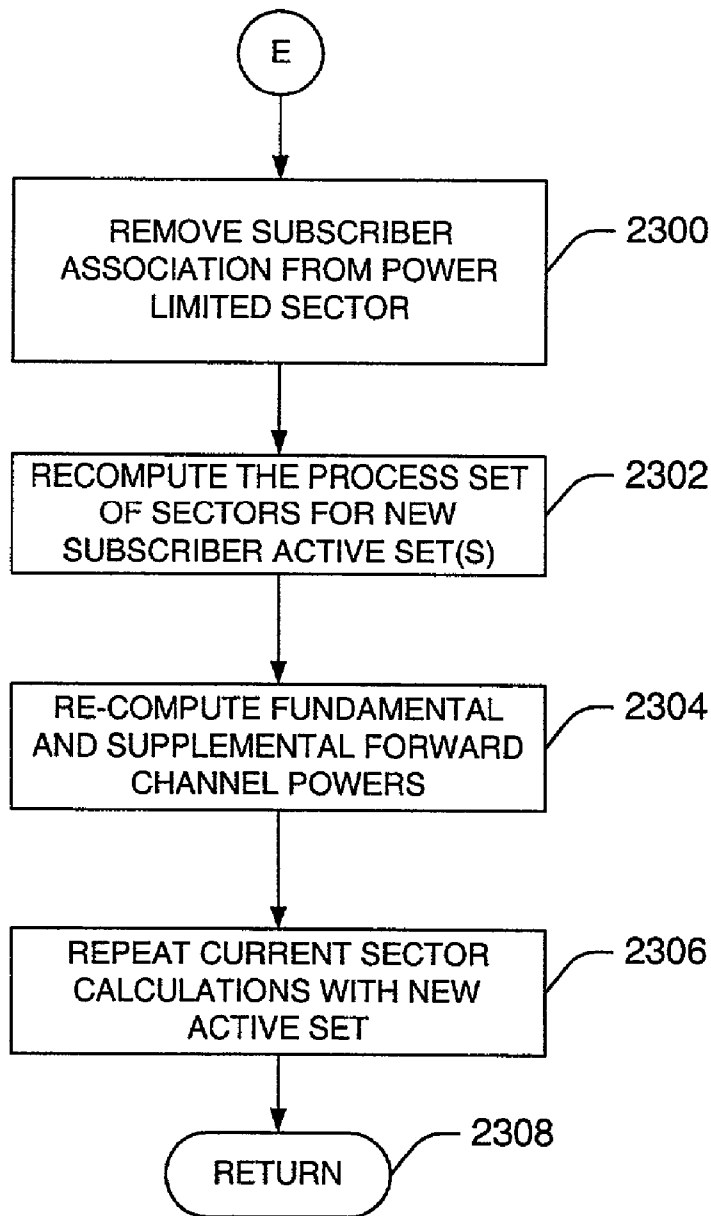 E
REMOVE SUBSCRIBER
ASSOCIATION FROM POWER
LIMITED SECTOR
2300
RECOMPUTE THE PROCESS SET
OF SECTORS FOR NEW
SUBSCRIBER ACTIVE SET(S)
2302
RE-COMPUTE FUNDAMENTAL
AND SUPPLEMENTAL FORWARD
CHANNEL POWERS
2304
REPEAT CURRENT SECTOR
CALCULATIONS WITH NEW
ACTIVE SET
2306
RETURN
2308